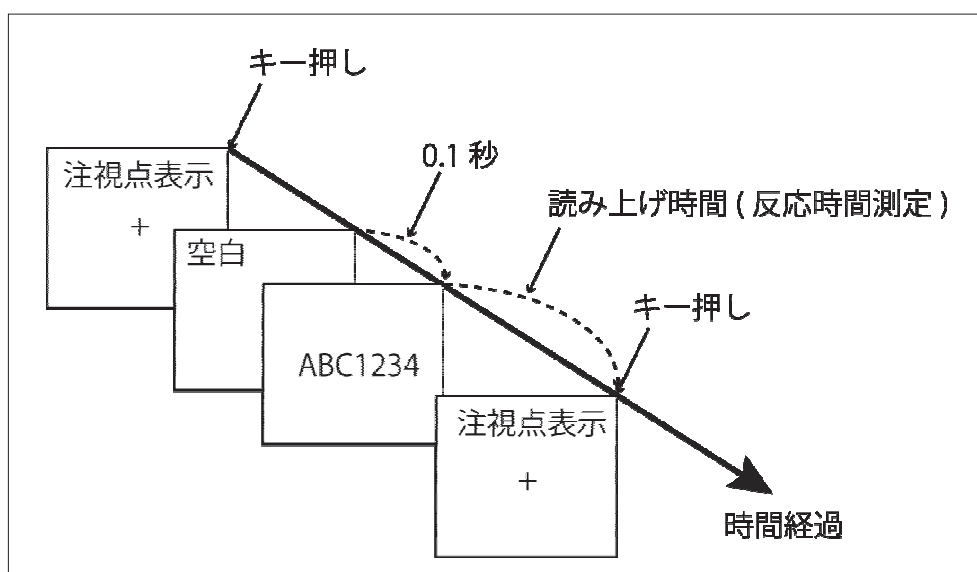 キー押し
0.1 秒
注視点表示
+
読み上げ時間 ( 反応時間測定 )
空白
キー押し
ABC1234
注視点表示
+
時間経過